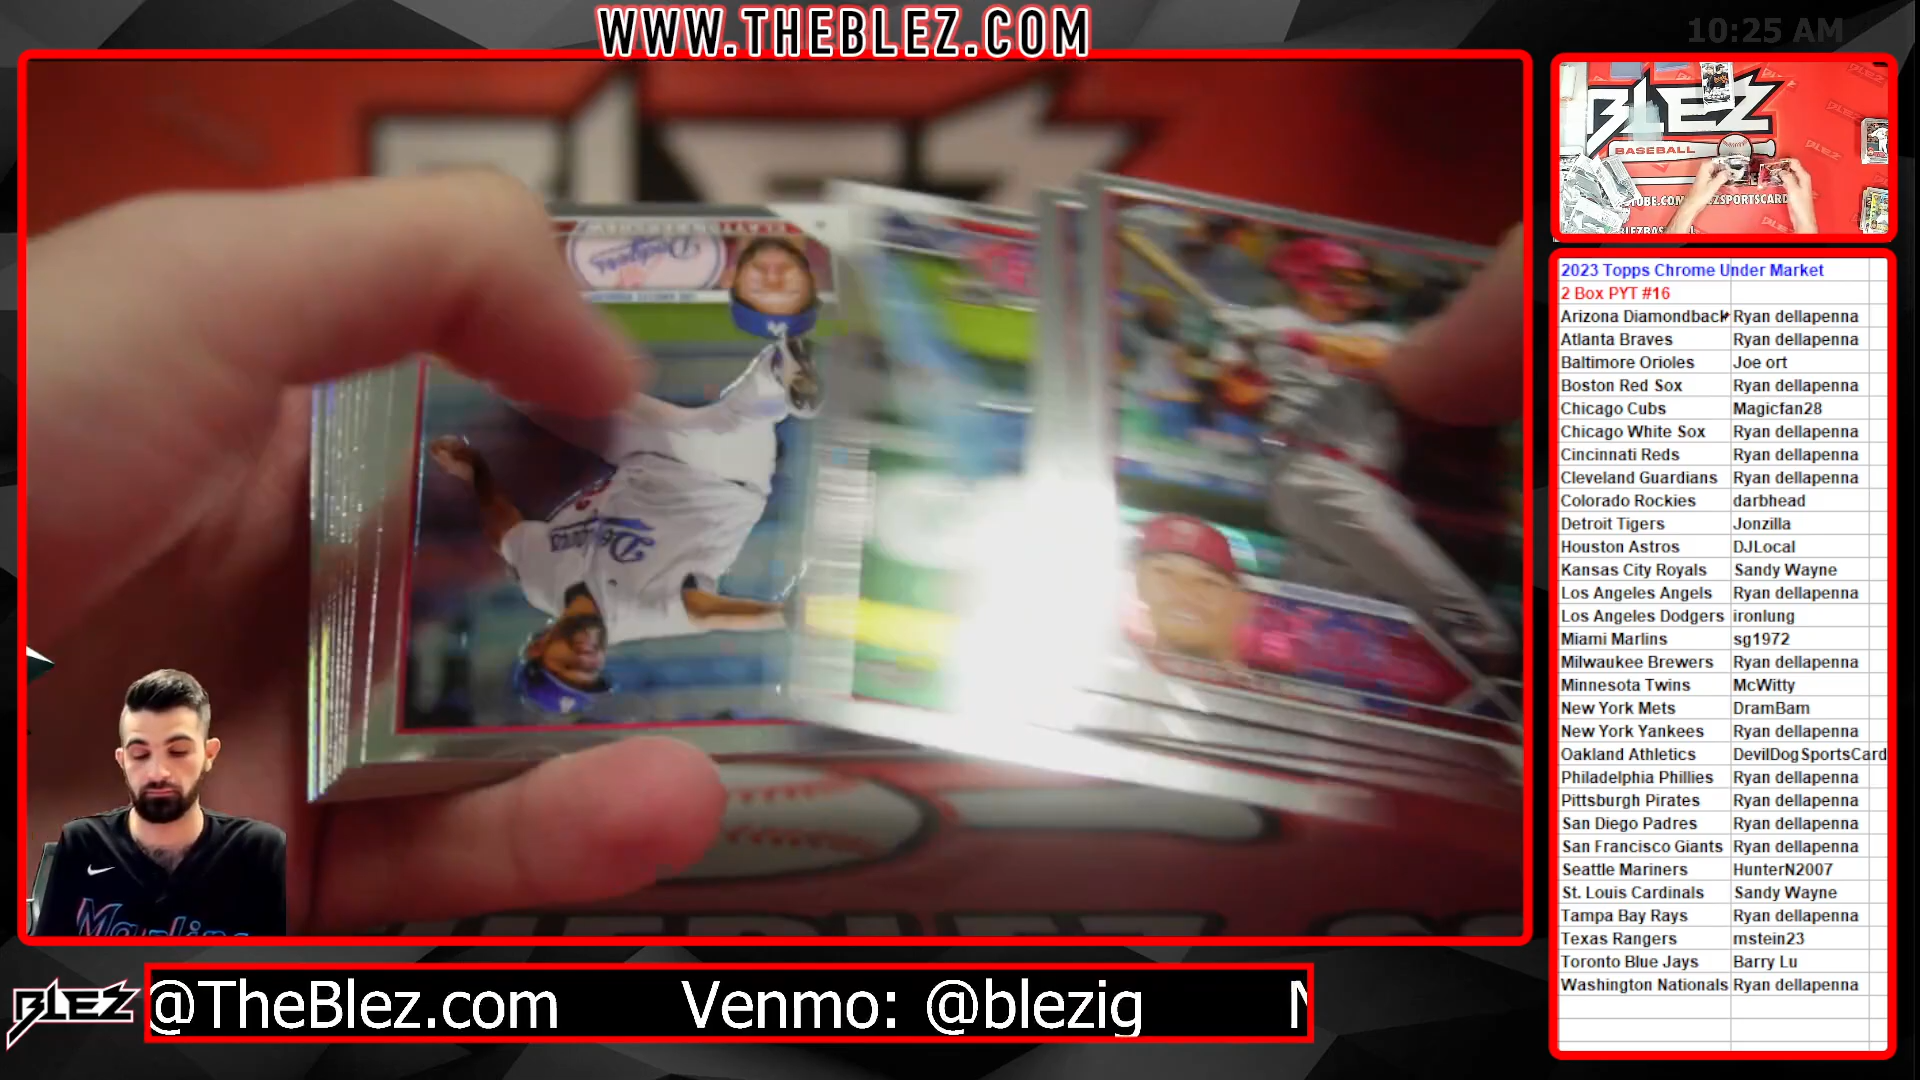 WWW.THEBLEZ.COM
10:25 AM
BLEZ
BASEBALL
2023 Topps Chrome Under Market
2 Box PYT #16
Arizona Diamondback Ryan dellapenna
Atlanta Braves Ryan dellapenna
Baltimore Orioles Joe ort
Boston Red Sox Ryan dellapenna
Chicago Cubs Magicfan28
Chicago White Sox Ryan dellapenna
Cincinnati Reds Ryan dellapenna
Cleveland Guardians Ryan dellapenna
Colorado Rockies darbhead
Detroit Tigers Jonzilla
Houston Astros DJLocal
Kansas City Royals Sandy Wayne
Los Angeles Angels Ryan dellapenna
Los Angeles Dodgers ironlung
Miami Marlins sg1972
Milwaukee Brewers Ryan dellapenna
Minnesota Twins McWitty
New York Mets DramBam
New York Yankees Ryan dellapenna
Oakland Athletics DevilDogSportsCard
Philadelphia Phillies Ryan dellapenna
Pittsburgh Pirates Ryan dellapenna
San Diego Padres Ryan dellapenna
San Francisco Giants Ryan dellapenna
Seattle Mariners HunterN2007
St. Louis Cardinals Sandy Wayne
Tampa Bay Rays Ryan dellapenna
Texas Rangers mstein23
Toronto Blue Jays Barry Lu
Washington Nationals Ryan dellapenna
Dodgers
Dodgers
Marlins
BLEZ
@TheBlez.com Venmo: @blezig